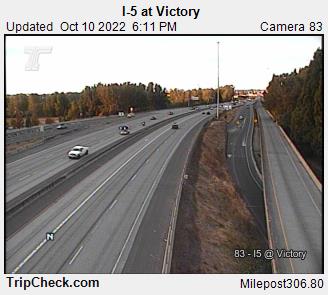 I-5 at Victory
Updated Oct 10 2022 6:11 PM Camera 83
N
83 - I5 @ Victory
TripCheck.com Milepost306.80